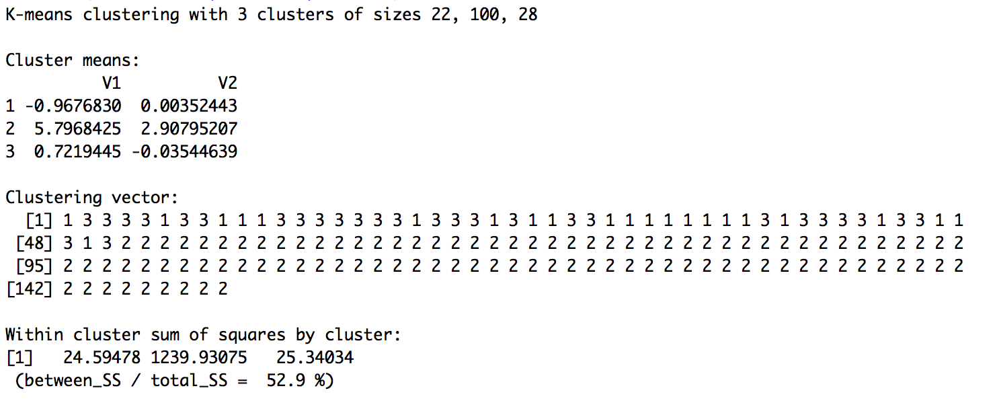 K-means clustering with 3 clusters of sizes 22, 100, 28
Cluster means:
V1 V2
1 -0.9676830 0.00352443
2 5.7968425 2.90795207
3 0.7219445 -0.03544639
Clustering vector:
[1] 1 3 3 3 3 1 3 3 1 1 1 3 3 3 3 3 3 3 1 3 3 3 1 3 1 1 3 3 1 1 1 1 1 1 1 1 3 1 3 3 3 3 1 3 3 1 1
[48] 3 1 3 2 2 2 2 2 2 2 2 2 2 2 2 2 2 2 2 2 2 2 2 2 2 2 2 2 2 2 2 2 2 2 2 2 2 2 2 2 2 2 2 2 2 2 2
[95] 2 2 2 2 2 2 2 2 2 2 2 2 2 2 2 2 2 2 2 2 2 2 2 2 2 2 2 2 2 2 2 2 2 2 2 2 2 2 2 2 2 2 2 2 2 2 2
[142] 2 2 2 2 2 2 2 2 2
Within cluster sum of squares by cluster:
[1] 24.59478 1239.93075 25.34034
(between_SS / total_SS = 52.9 %)